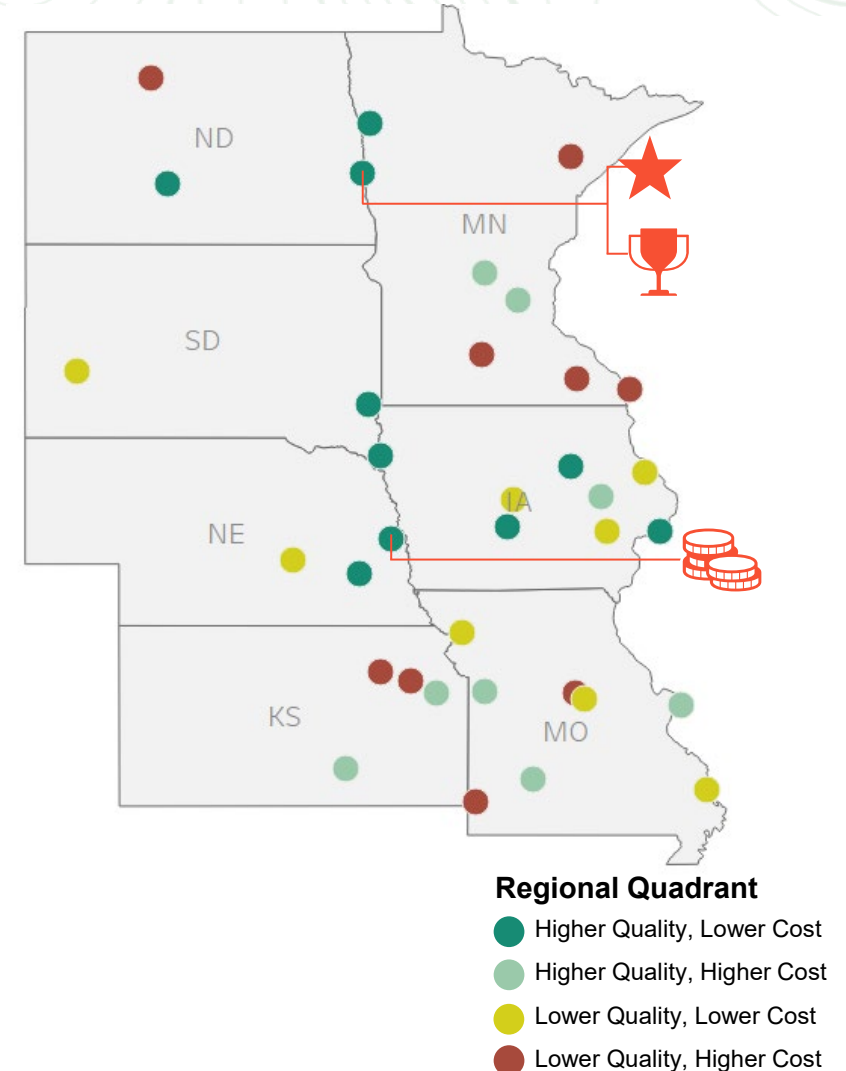 ND
MN
SD
IA
NE
KS
MO
Regional Quadrant
Higher Quality, Lower Cost
Higher Quality, Higher Cost
Lower Quality, Lower Cost
Lower Quality, Higher Cost